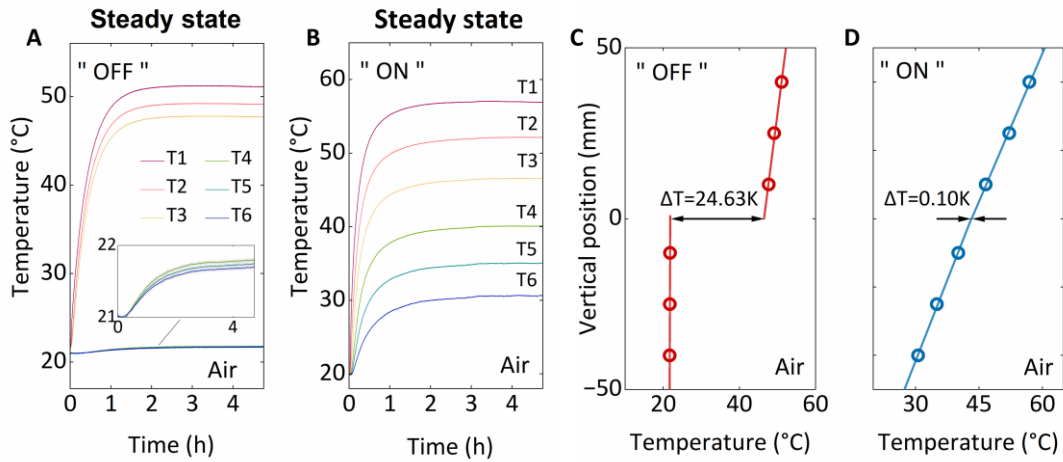 Steady state
Steady state
A
" OFF "
Temperature (°C)
50
40
30
20
T1
T2
T3
T4
T5
T6
22
21
0
4
Air
0
1
2
3
4
Time (h)
B
" ON "
Temperature (°C)
60
50
40
30
20
T1
T2
T3
T4
T5
T6
Air
0
1
2
3
4
Time (h)
C
" OFF "
Vertical position (mm)
50
0
−50
ΔT=24.63K
Air
20
40
60
Temperature (°C)
D
" ON "
ΔT=0.10K
Air
30
45
60
Temperature (°C)